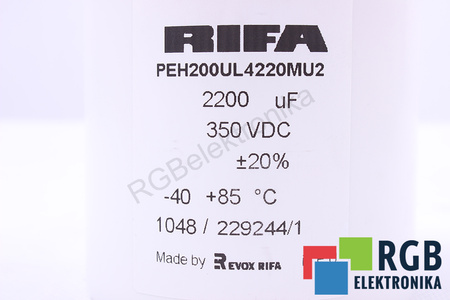 RIFA
PEH200UL4220MU2
2200 uF
350 VDC
±20%
-40 +85 °C
1048 / 229244/1
Made by REVOX RIFA
RGBelektronika
RGB
ELEKTRONIKA